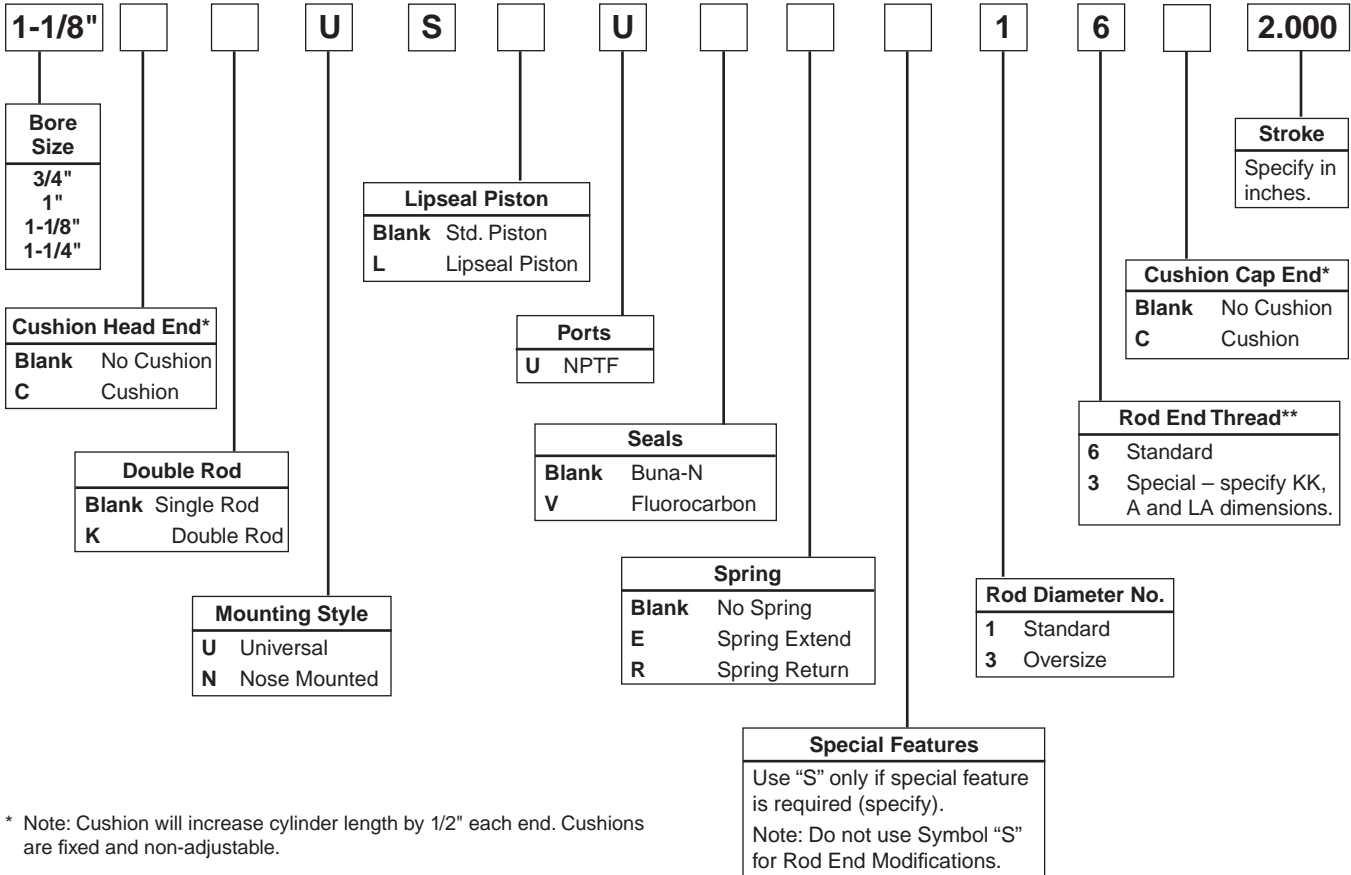 1-1/8" U S U 1 6 2.000
Bore
Size
3/4"
1"
1-1/8"
1-1/4"
Stroke
Specify in
inches.
Lipseal Piston
Blank Std. Piston
L Lipseal Piston
Cushion Cap End*
Blank No Cushion
C Cushion
Cushion Head End*
Blank No Cushion
C Cushion
Ports
U NPTF
Rod End Thread**
6 Standard
3 Special – specify KK,
A and LA dimensions.
Seals
Blank Buna-N
V Fluorocarbon
Double Rod
Blank Single Rod
K Double Rod
Spring
Blank No Spring
E Spring Extend
R Spring Return
Rod Diameter No.
1 Standard
3 Oversize
Mounting Style
U Universal
N Nose Mounted
Special Features
Use “S” only if special feature
is required (specify).
Note: Do not use Symbol “S”
for Rod End Modifications.
* Note: Cushion will increase cylinder length by 1/2" each end. Cushions
are fixed and non-adjustable.